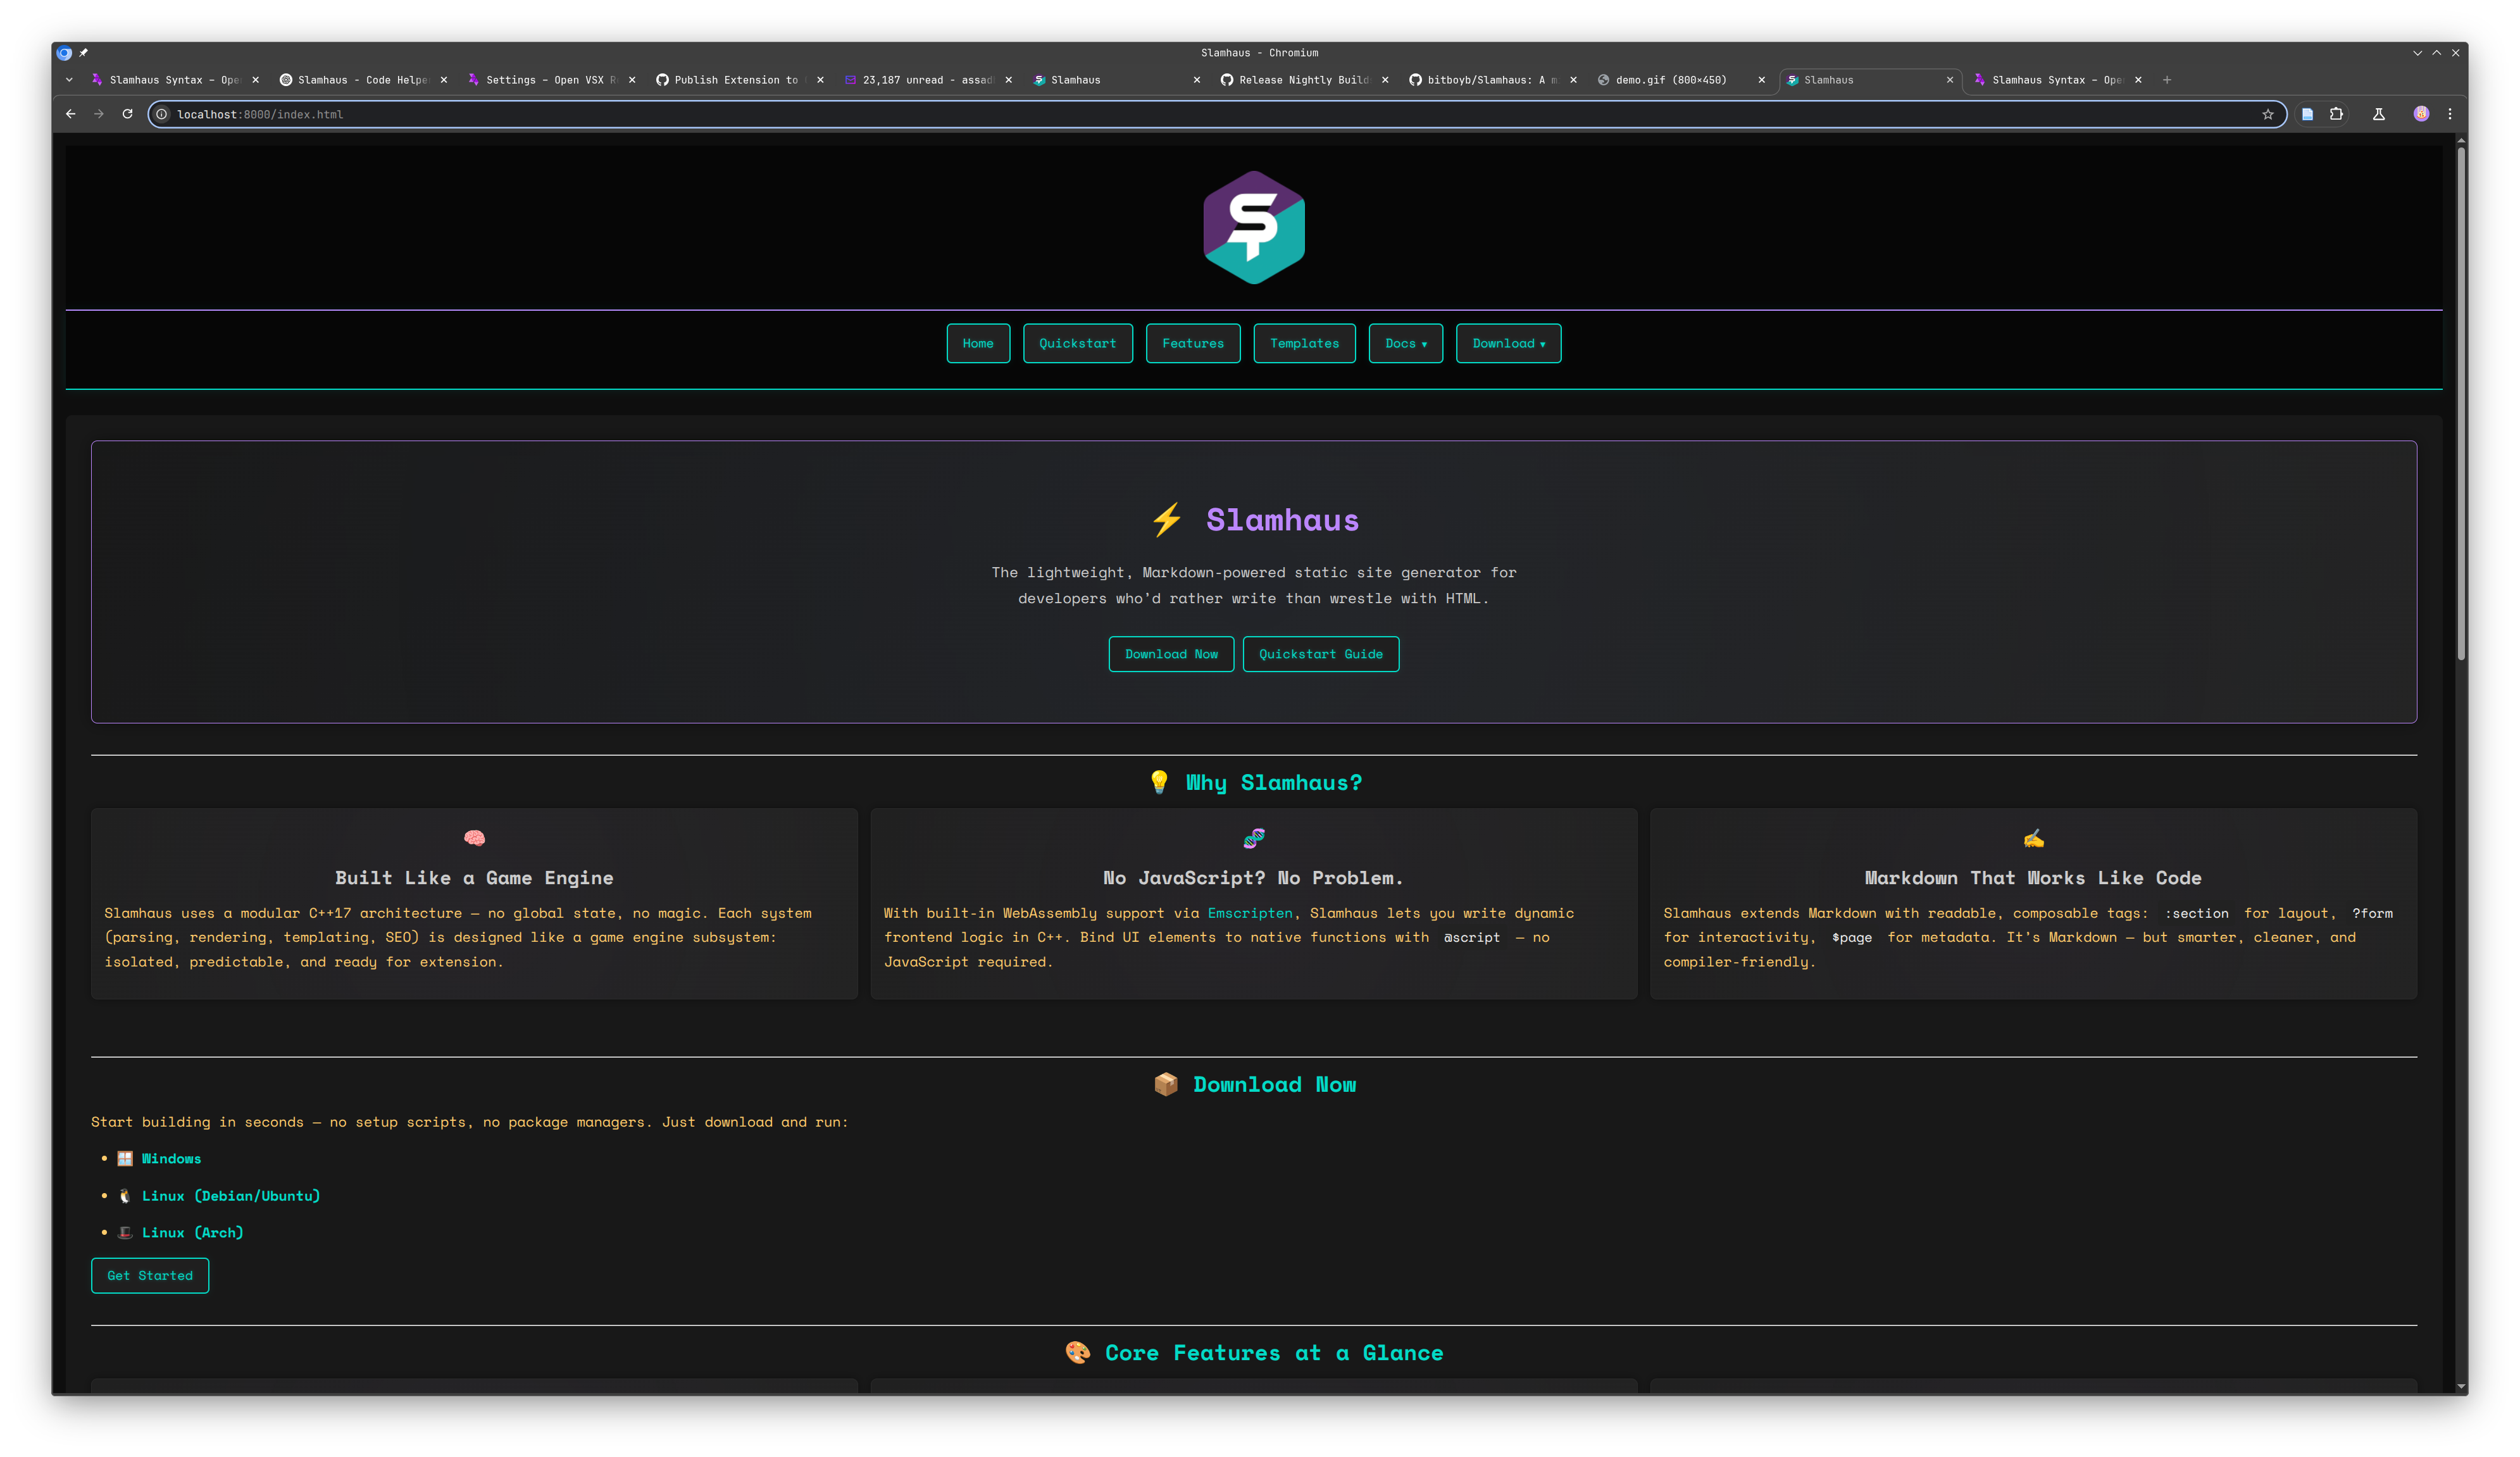 Slamhaus - Chromium
Slamhaus Syntax – Ope
Slamhaus - Code Helper
Settings – Open VSX Re
Publish Extension to
23,187 unread - assad
Slamhaus
Release Nightly Build
bitboyb/Slamhaus: A m
demo.gif (800×450)
Slamhaus
Slamhaus Syntax – Ope
localhost:8000/index.html
Home
Quickstart
Features
Templates
Docs ▾
Download ▾
⚡ Slamhaus
The lightweight, Markdown-powered static site generator for
developers who’d rather write than wrestle with HTML.
Download Now
Quickstart Guide
💡 Why Slamhaus?
🧠
Built Like a Game Engine
Slamhaus uses a modular C++17 architecture — no global state, no magic. Each system
(parsing, rendering, templating, SEO) is designed like a game engine subsystem:
isolated, predictable, and ready for extension.
🧬
No JavaScript? No Problem.
With built-in WebAssembly support via Emscripten, Slamhaus lets you write dynamic
frontend logic in C++. Bind UI elements to native functions with @script — no
JavaScript required.
✍️
Markdown That Works Like Code
Slamhaus extends Markdown with readable, composable tags: :section for layout, ?form
for interactivity, $page for metadata. It’s Markdown — but smarter, cleaner, and
compiler-friendly.
📦 Download Now
Start building in seconds — no setup scripts, no package managers. Just download and run:
• 🪟 Windows
• 🐧 Linux (Debian/Ubuntu)
• 🎩 Linux (Arch)
Get Started
🎨 Core Features at a Glance